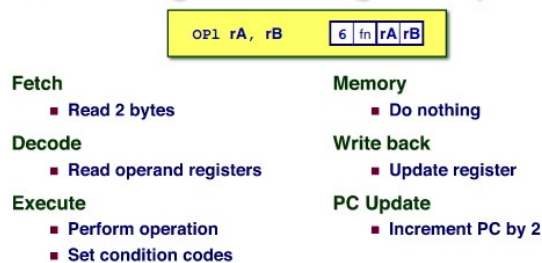 OPl rA, rB
6 fn rA rB
Fetch
Read 2 bytes
Decode
Read operand registers
Execute
Perform operation
Set condition codes
Memory
Do nothing
Write back
Update register
PC Update
Increment PC by 2